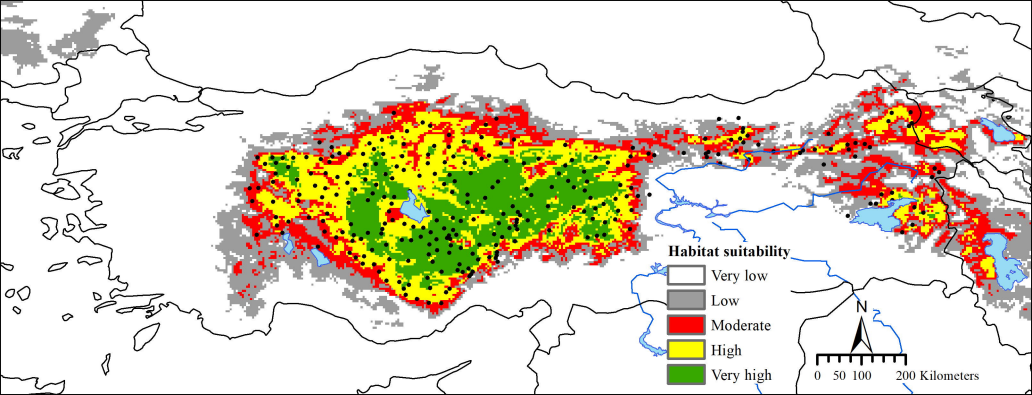 Habitat suitability
Very low
Low
Moderate
High
Very high
N
0 50 100 200 Kilometers